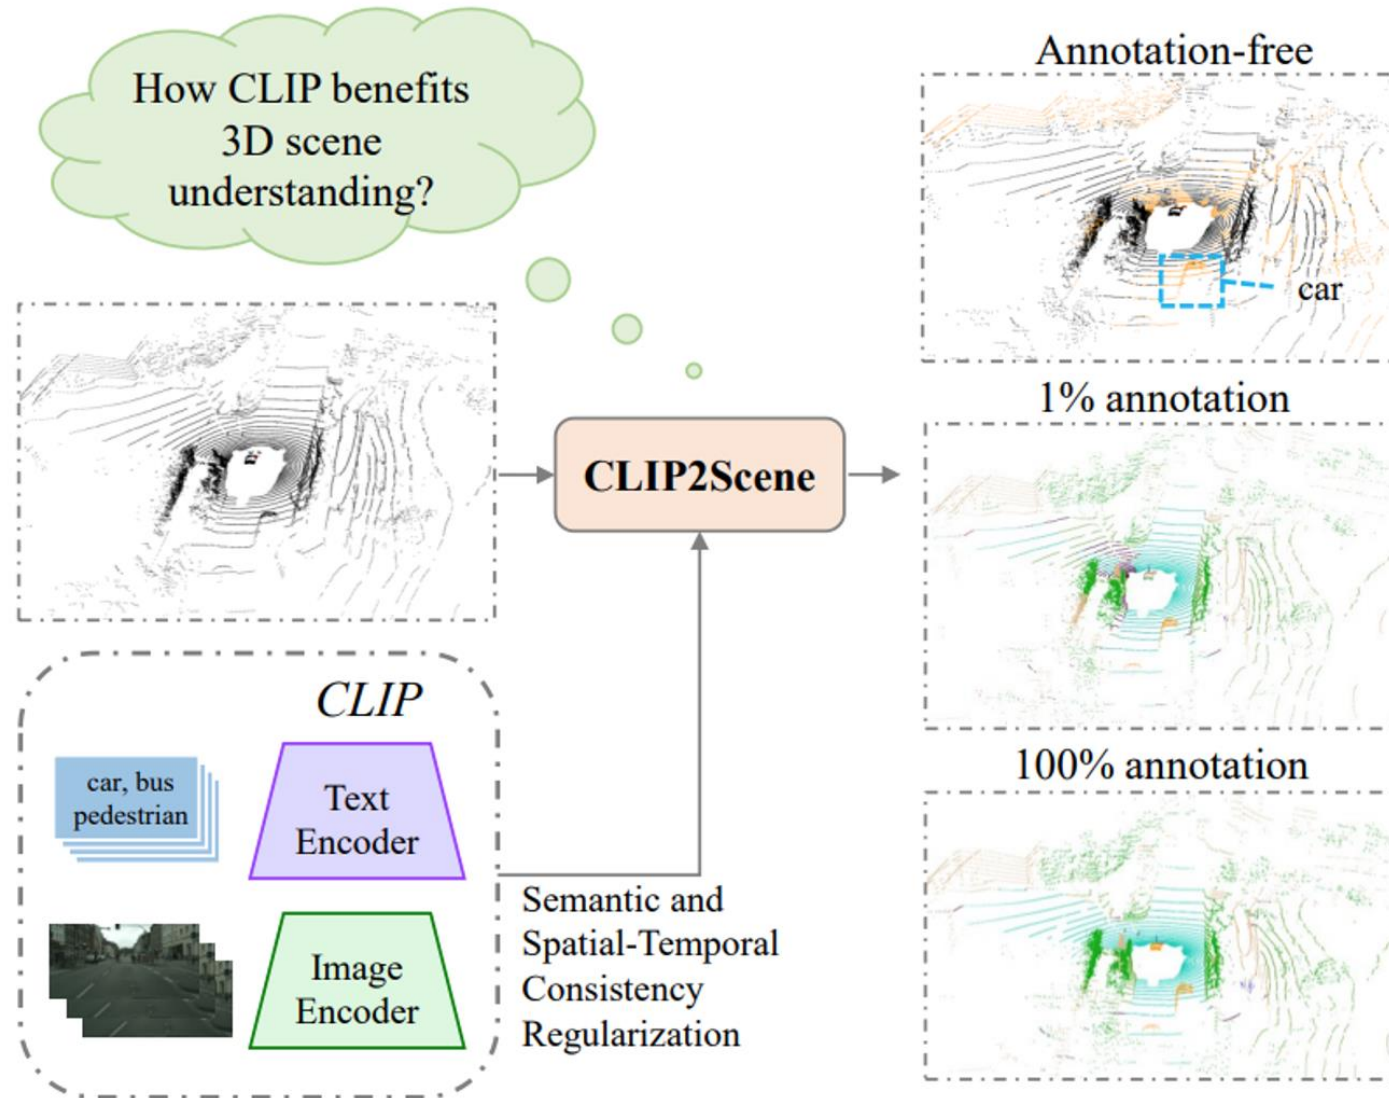 How CLIP benefits
3D scene
understanding?
Annotation-free
car
1% annotation
CLIP2Scene
CLIP
car, bus
pedestrian
Text
Encoder
Image
Encoder
Semantic and
Spatial-Temporal
Consistency
Regularization
100% annotation